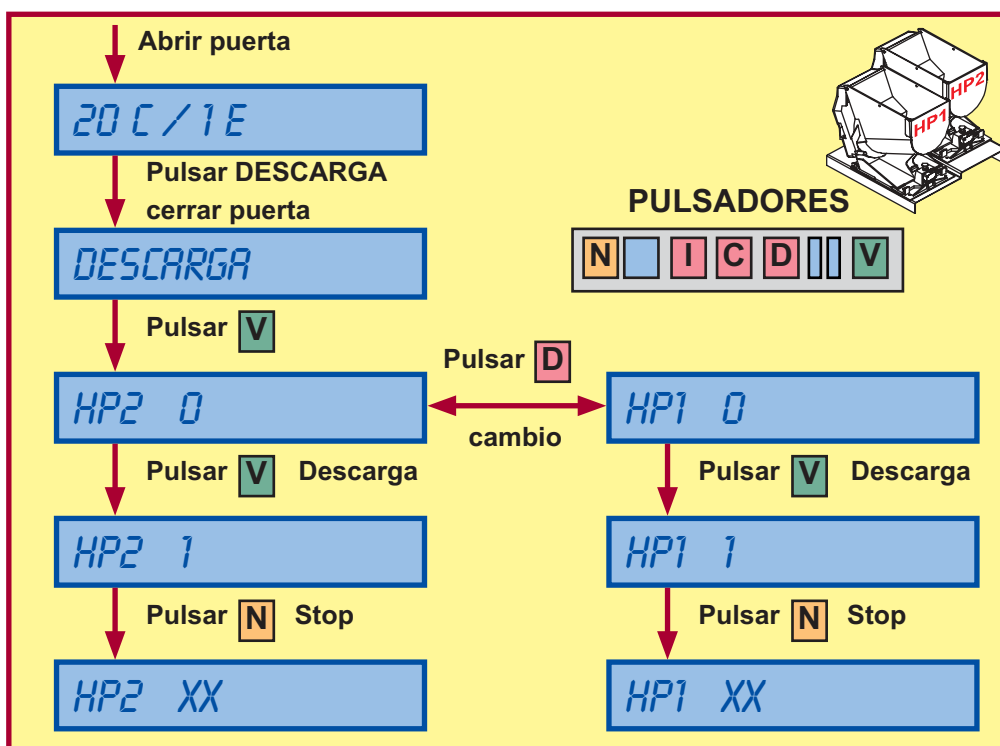 Abrir puerta
20 C / 1 E
Pulsar DESCARGA
cerrar puerta
DESCARGA
Pulsar V
HP2 0
Pulsar V Descarga
HP2 1
Pulsar N Stop
HP2 XX
HP2
HP1
PULSADORES
N I C D V
Pulsar D
cambio
HP1 0
Pulsar V Descarga
HP1 1
Pulsar N Stop
HP1 XX